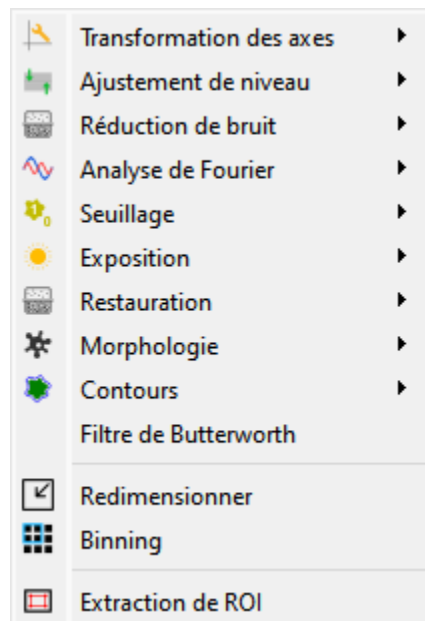 Transformation des axes
Ajustement de niveau
Réduction de bruit
Analyse de Fourier
Seuillage
Exposition
Restauration
Morphologie
Contours
Filtre de Butterworth
Redimensionner
Binning
Extraction de ROI